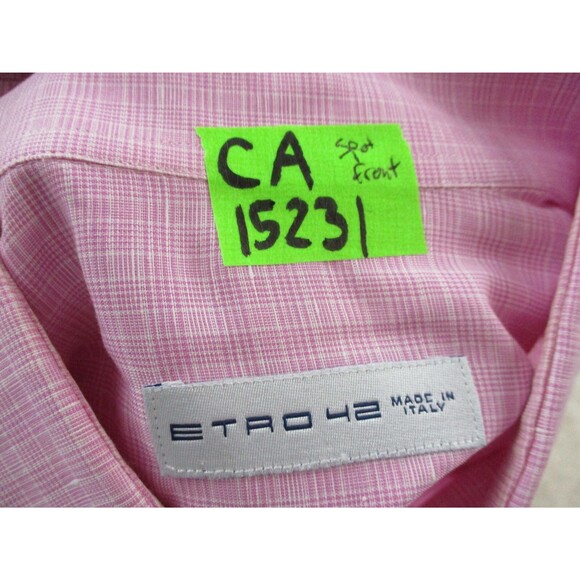 CA spot
front
15231
ETRO 42 MADE IN
ITALY